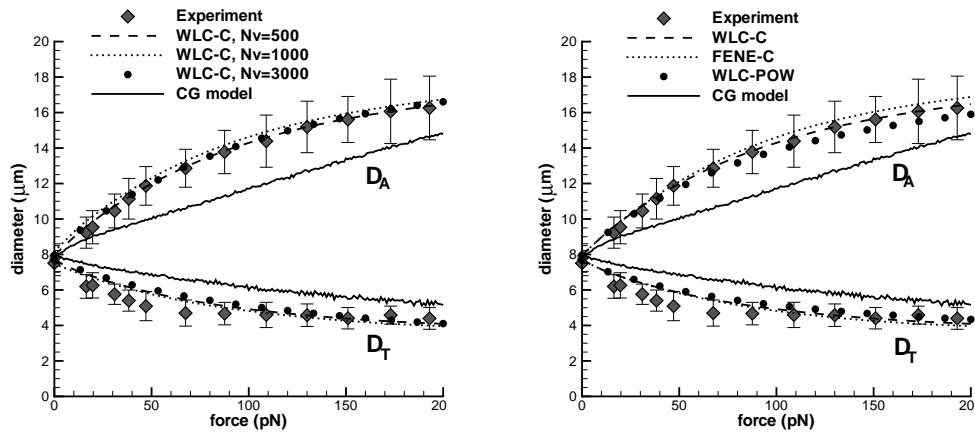 Experiment
WLC-C, Nv=500
WLC-C, Nv=1000
WLC-C, Nv=3000
CG model
diameter (μm)
20
18
16
14
12
10
8
6
4
2
0
D_A
D_T
0 50 100 150 20
force (pN)
Experiment
WLC-C
FENE-C
WLC-POW
CG model
diameter (μm)
20
18
16
14
12
10
8
6
4
2
0
D_A
D_T
0 50 100 150 20
force (pN)